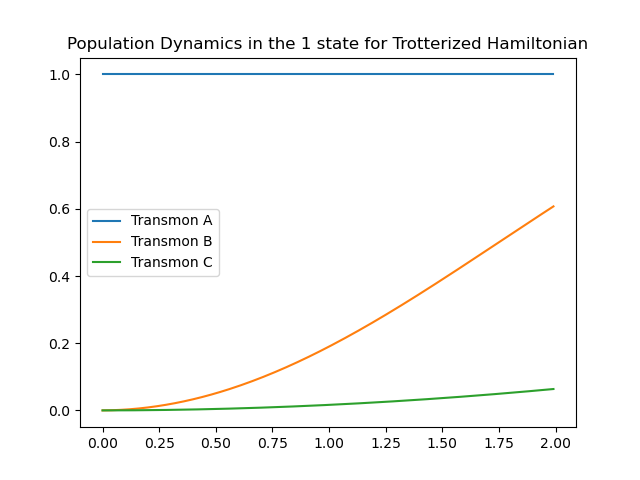 Population Dynamics in the 1 state for Trotterized Hamiltonian
1.0
0.8
0.6
0.4
0.2
0.0
Transmon A
Transmon B
Transmon C
0.00 0.25 0.50 0.75 1.00 1.25 1.50 1.75 2.00